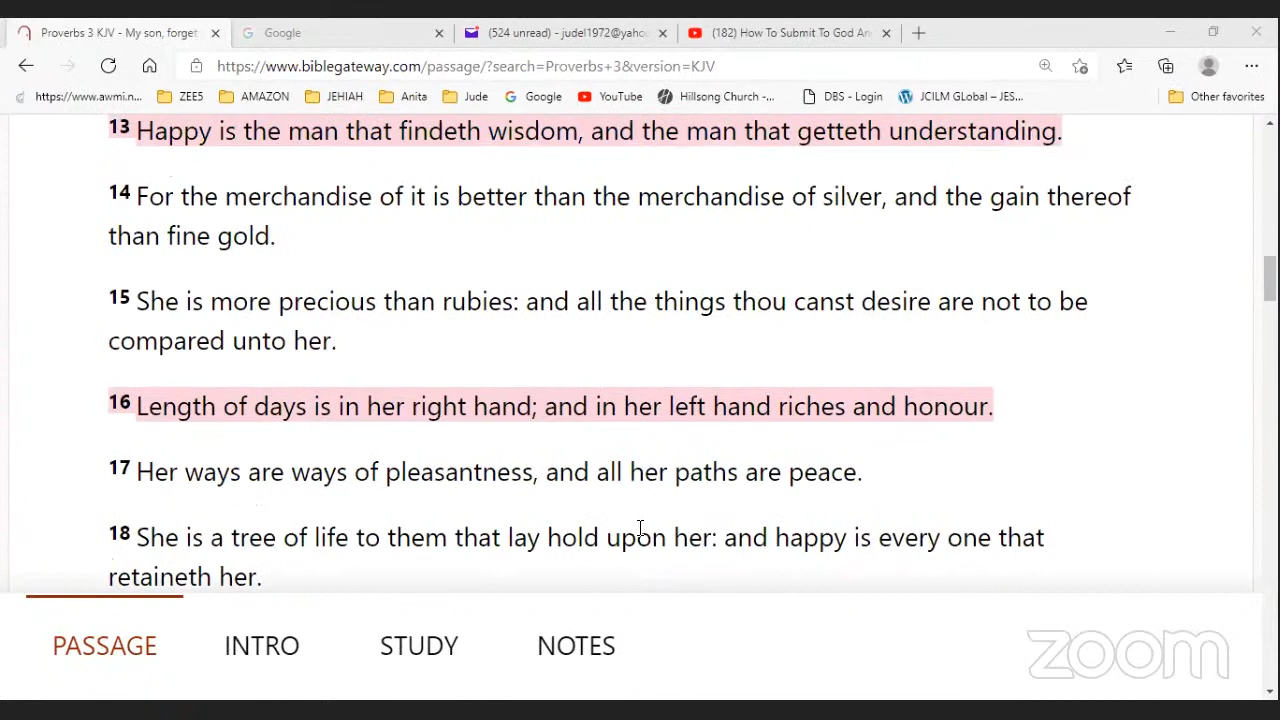 Proverbs 3 KJV - My son, forget
Google
(524 unread) - judel1972@yaho
(182) How To Submit To God An
https://www.biblegateway.com/passage/?search=Proverbs+3&version=KJV
https://www.awmi.n... ZEE5 AMAZON JEHIAH Anita Jude Google YouTube Hillsong Church -... DBS - Login JCILM GLobal – JES... Other favorites
13 Happy is the man that findeth wisdom, and the man that getteth understanding.
14 For the merchandise of it is better than the merchandise of silver, and the gain thereof
than fine gold.
15 She is more precious than rubies: and all the things thou canst desire are not to be
compared unto her.
16 Length of days is in her right hand; and in her left hand riches and honour.
17 Her ways are ways of pleasantness, and all her paths are peace.
18 She is a tree of life to them that lay hold upon her: and happy is every one that
retaineth her.
PASSAGE INTRO STUDY NOTES
zoom